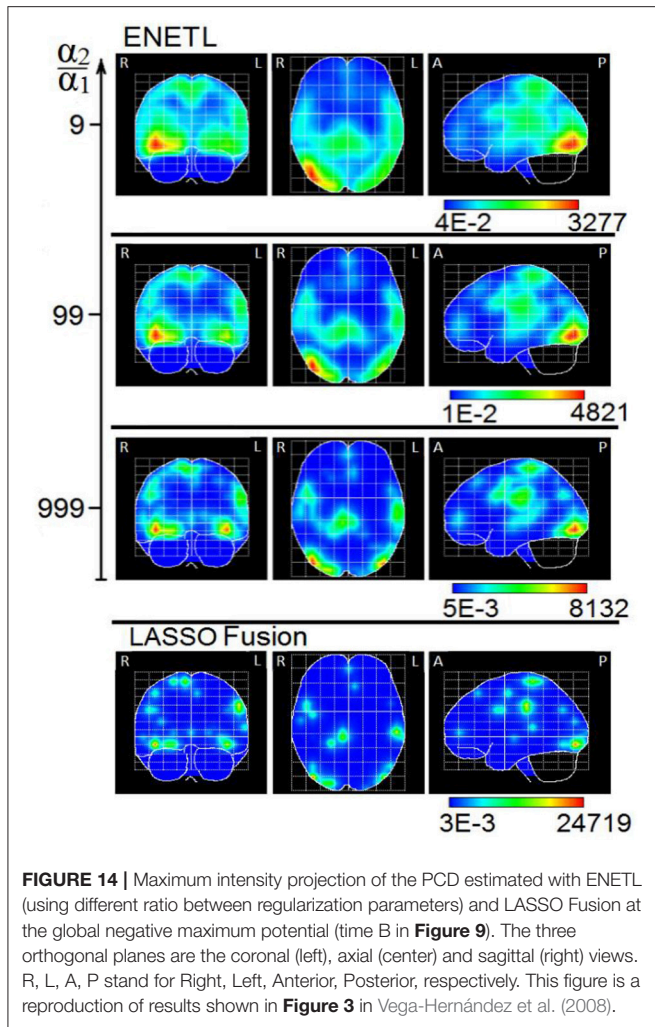 ENETL
α2
α1
R L
R L
A P
9
4E-2 3277
R L
R L
A P
99
1E-2 4821
R L
R L
A P
999
5E-3 8132
LASSO Fusion
R L
R L
A P
3E-3 24719
FIGURE 14 | Maximum intensity projection of the PCD estimated with ENETL
(using different ratio between regularization parameters) and LASSO Fusion at
the global negative maximum potential (time B in Figure 9). The three
orthogonal planes are the coronal (left), axial (center) and sagittal (right) views.
R, L, A, P stand for Right, Left, Anterior, Posterior, respectively. This figure is a
reproduction of results shown in Figure 3 in Vega-Hernández et al. (2008).